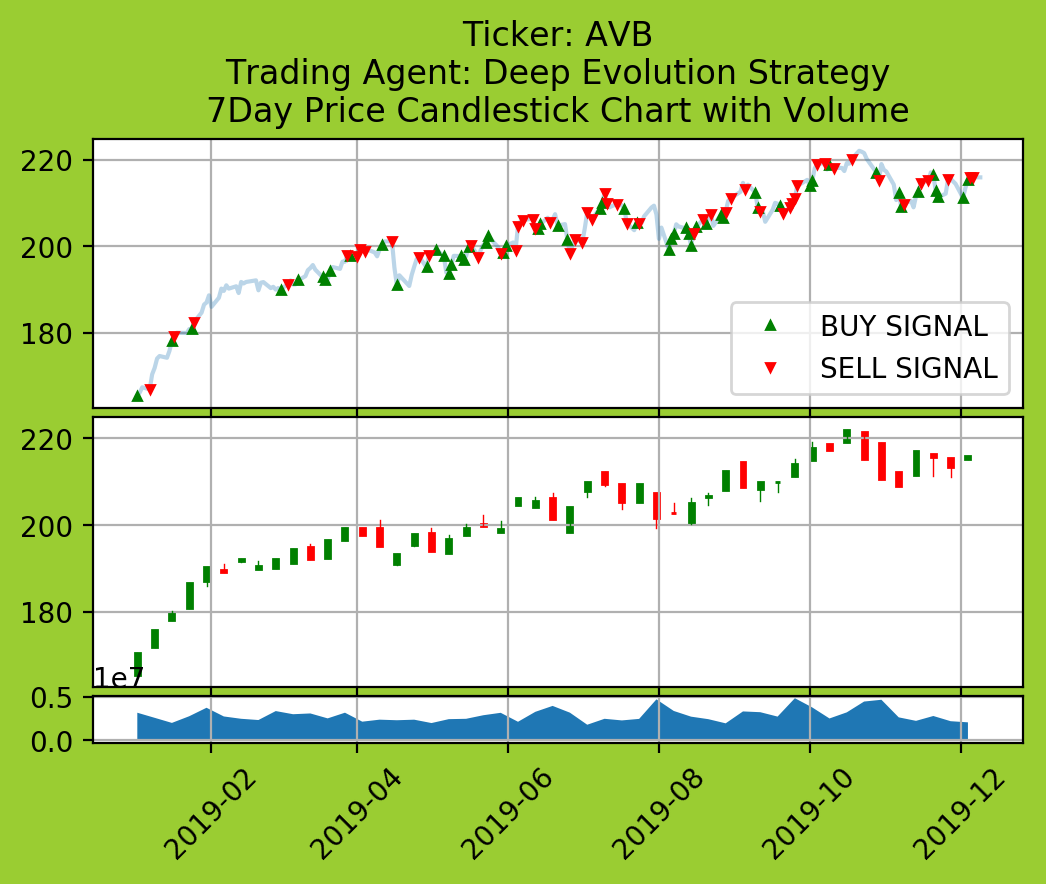 Ticker: AVB
Trading Agent: Deep Evolution Strategy
7Day Price Candlestick Chart with Volume
220
200
180
BUY SIGNAL
SELL SIGNAL
220
200
180
1e7
0.5
0.0
2019-02
2019-04
2019-06
2019-08
2019-10
2019-12